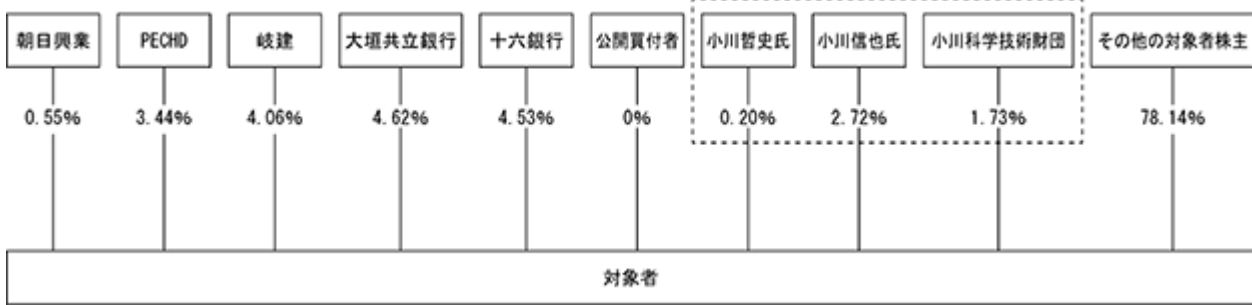 朝日興業 PECHD 岐建 大垣共立銀行 十六銀行 公開買付者 小川哲史氏 小川信也氏 小川科学技術財団 その他の対象者株主
0.55% 3.44% 4.06% 4.62% 4.53% 0% 0.20% 2.72% 1.73% 78.14%
対象者